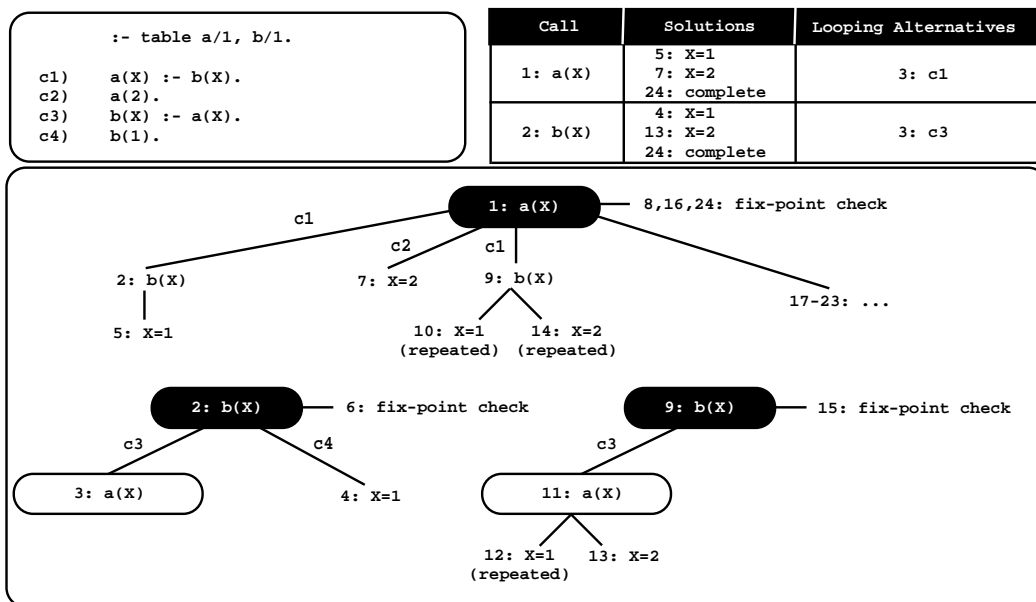 :- table a/1, b/1.
c1) a(X) :- b(X).
c2) a(2).
c3) b(X) :- a(X).
c4) b(1).
Call Solutions Looping Alternatives
5: X=1
1: a(X) 7: X=2 3: c1
24: complete
4: X=1
2: b(X) 13: X=2 3: c3
24: complete
1: a(X) 8,16,24: fix-point check
c1 c2 c1
2: b(X) 7: X=2 9: b(X) 17-23: ...
5: X=1 10: X=1 14: X=2
(repeated) (repeated)
2: b(X) 6: fix-point check 9: b(X) 15: fix-point check
c3 c4 c3
3: a(X) 4: X=1 11: a(X)
12: X=1 13: X=2
(repeated)